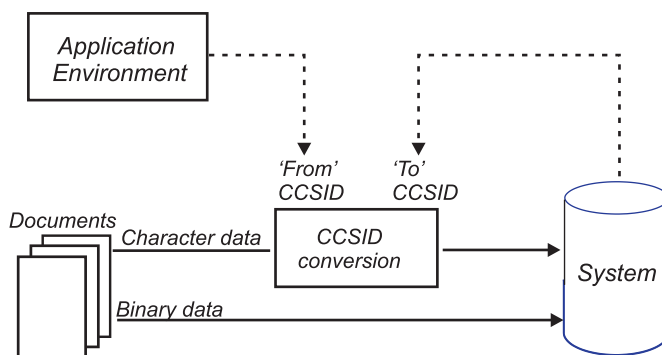 Application
Environment
'From'
CCSID
'To'
CCSID
Documents
Character data
CCSID
conversion
System
Binary data